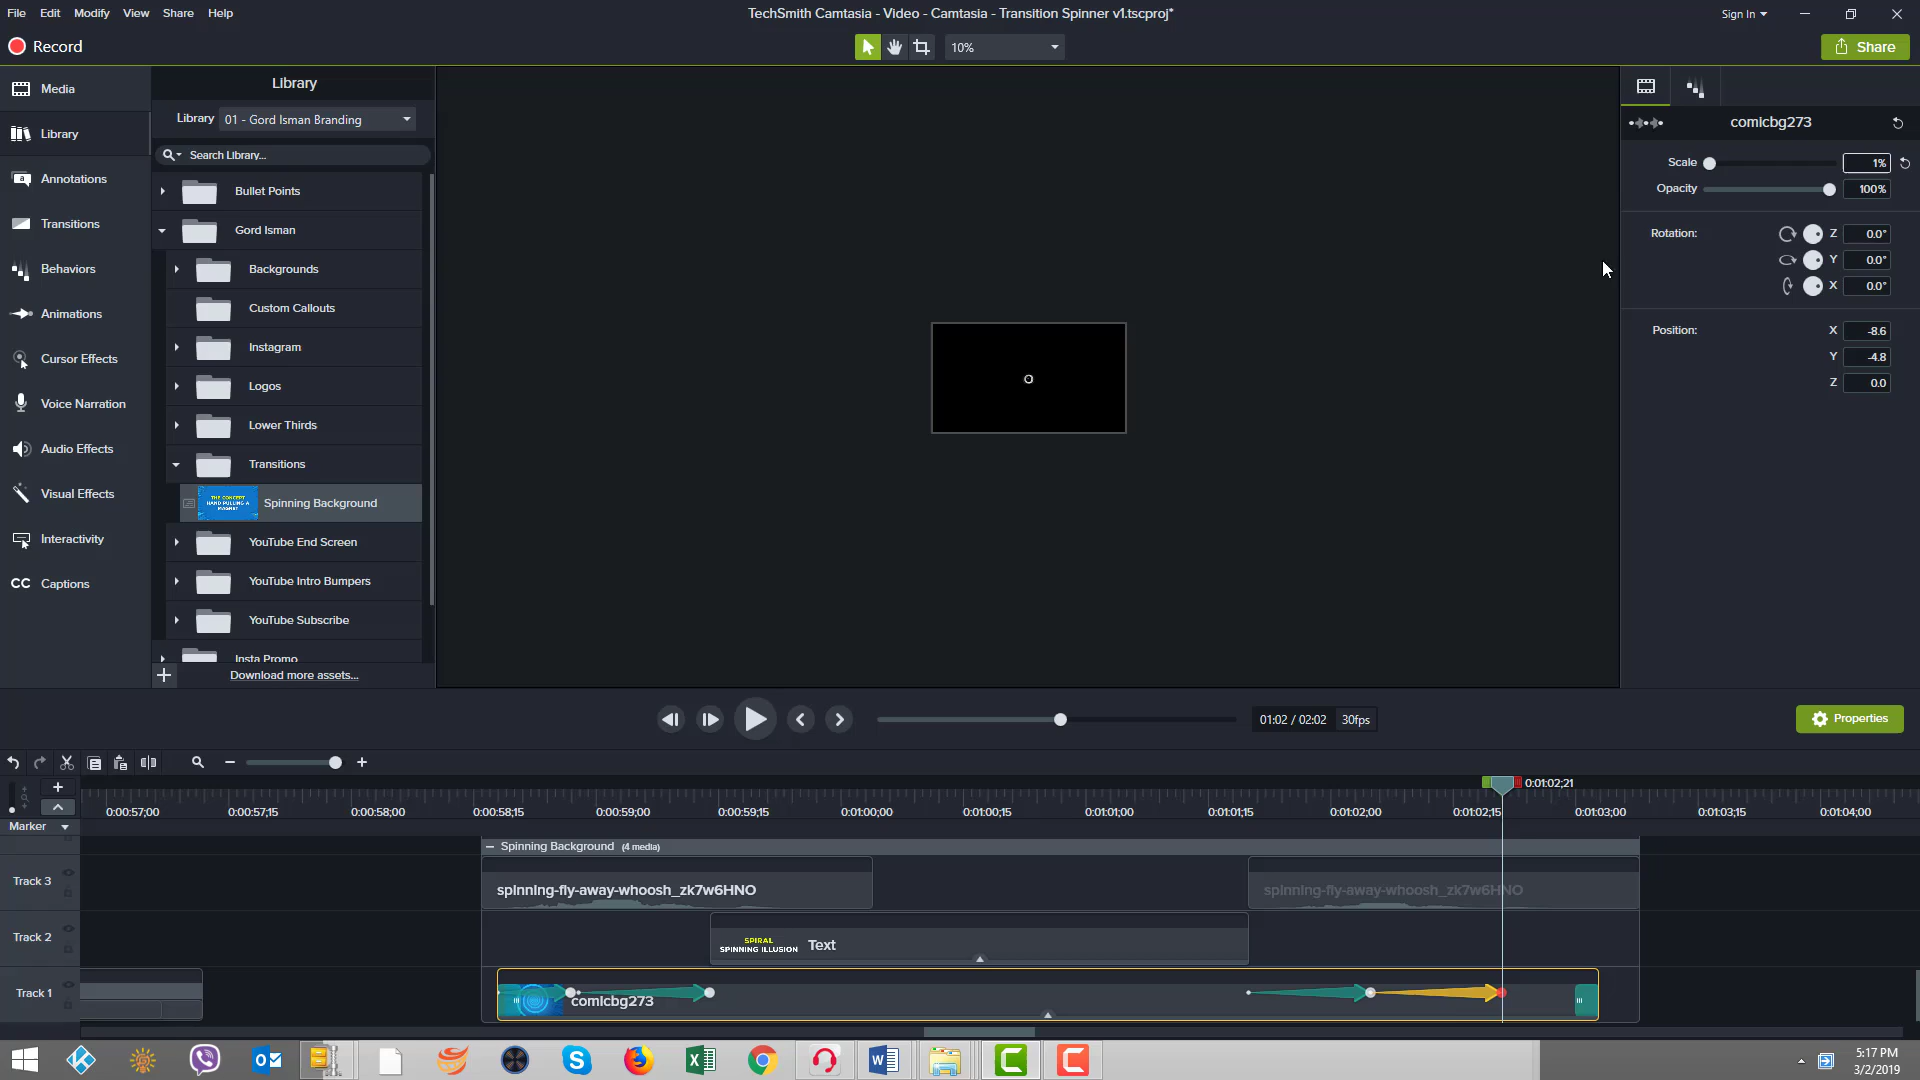 File Edit Modify View Share Help
TechSmith Camtasia - Video - Camtasia - Transition Spinner v1.tscproj*
Sign In
Record
10%
Share
Media
Library
Annotations
Transitions
Behaviors
Animations
Cursor Effects
Voice Narration
Audio Effects
Visual Effects
Interactivity
CC Captions
Library
Library 01 - Gord Isman Branding
Search Library...
Bullet Points
Gord Isman
Backgrounds
Custom Callouts
Instagram
Logos
Lower Thirds
Transitions
THE CONCEPT
HAND PULLING A
MAGNET
Spinning Background
YouTube End Screen
YouTube Intro Bumpers
YouTube Subscribe
Insta Promo
Download more assets...
comicbg273
Scale 1%
Opacity 100%
Rotation: Z 0.0°
Y 0.0°
X 0.0°
Position: X -8.6
Y -4.8
Z 0.0
01:02 / 02:02 30fps
Properties
0:01:02;21
0:00:57;00 0:00:57;15 0:00:58;00 0:00:58;15 0:00:59;00 0:00:59;15 0:01:00;00 0:01:00;15 0:01:01;00 0:01:01;15 0:01:02;00 0:01:02;15 0:01:03;00 0:01:03;15 0:01:04;00
Marker
Spinning Background (4 media)
Track 3
spinning-fly-away-whoosh_zk7w6HNO
spinning-fly-away-whoosh_zk7w6HNO
Track 2
SPIRAL
SPINNING ILLUSION
Text
Track 1
comicbg273
5:17 PM
3/2/2019